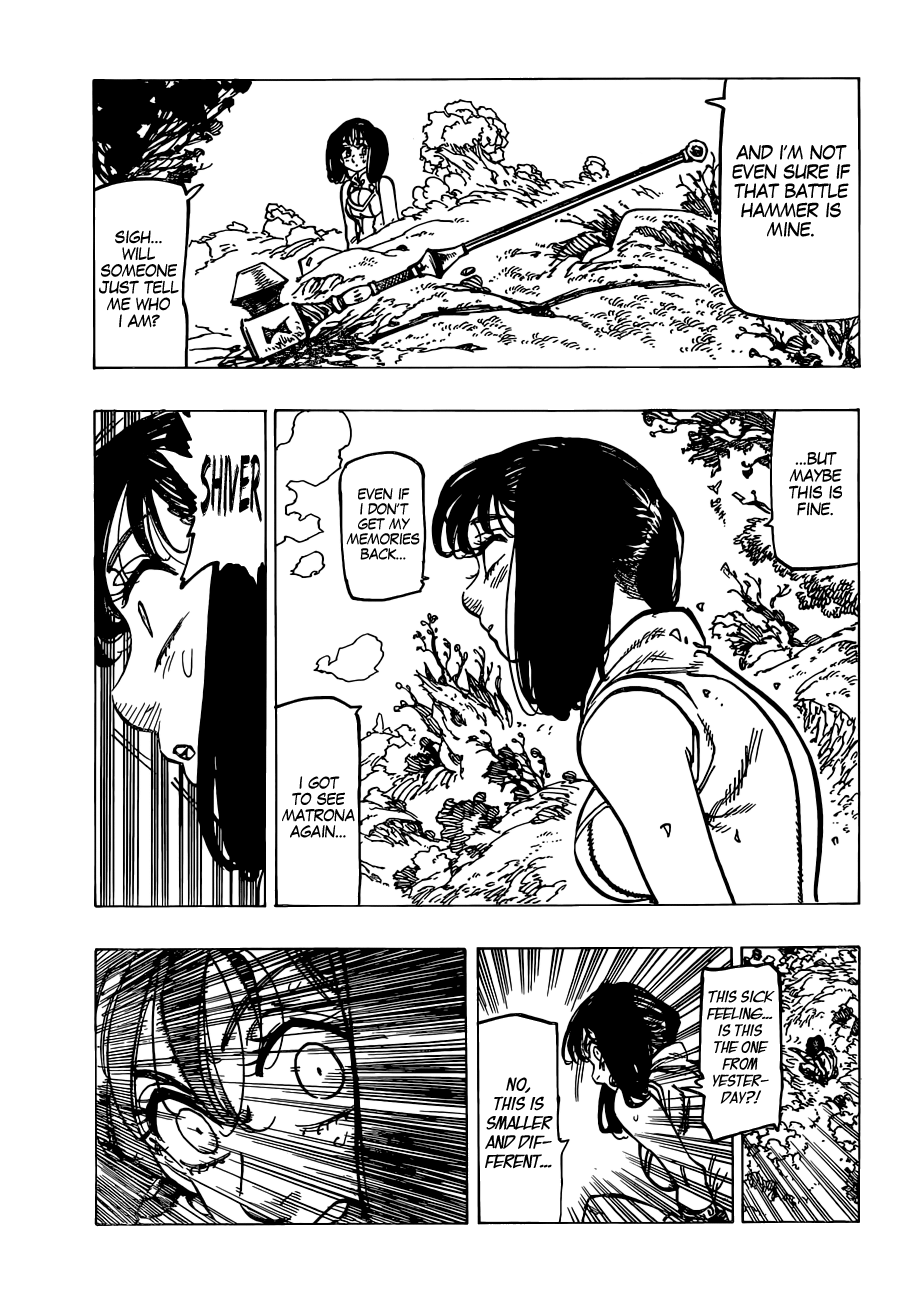 AND I'M NOT
EVEN SURE IF
THAT BATTLE
HAMMER IS
MINE.
SIGH...
WILL
SOMEONE
JUST TELL
ME WHO
I AM?
...BUT
MAYBE
THIS IS
FINE.
EVEN IF
I DON'T
GET MY
MEMORIES
BACK...
I GOT
TO SEE
MATRONA
AGAIN...
SHIVER
THIS SICK
FEELING...
IS THIS
THE ONE
FROM
YESTER-
DAY?!
NO,
THIS IS
SMALLER
AND DIF-
FERENT...